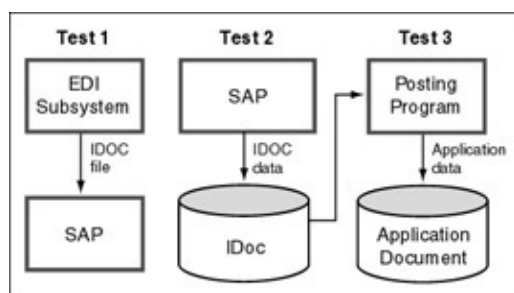 Test 1
Test 2
Test 3
EDI
Subsystem
SAP
Posting
Program
IDOC
file
IDOC
data
Application
data
SAP
IDoc
Application
Document